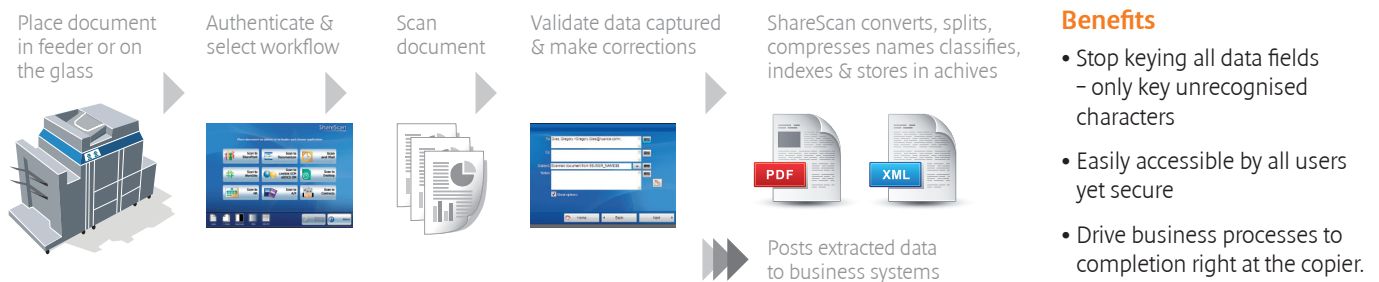 Place document
in feeder or on
the glass
Authenticate &
select workflow
Scan
document
Validate data captured
& make corrections
ShareScan converts, splits,
compresses names classifies,
indexes & stores in achives
PDF
XML
Posts extracted data
to business systems
Benefits
• Stop keying all data fields
– only key unrecognised
characters
• Easily accessible by all users
yet secure
• Drive business processes to
completion right at the copier.
ShareScan